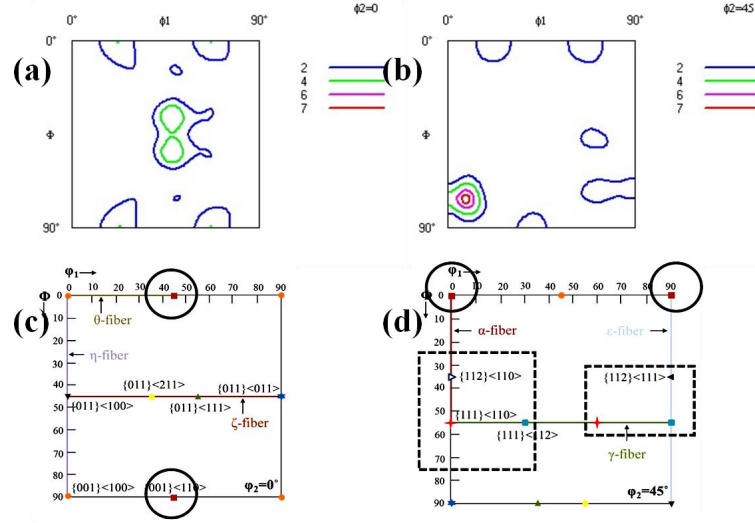 0° ϕ1 90° ϕ2=0
(a)
Φ
90°
2
4
6
7
0° ϕ1 90° ϕ2=45
(b)
Φ
90°
2
4
6
7
φ1
0 10 20 30 40 50 60 70 80 90
Φ 0
(c)
θ-fiber
10
20
η-fiber
30
40
{011}<211> {011}<011>
{011}<100> {011}<111>
50
ζ-fiber
60
70
80
{001}<100> {001}<110> φ2=0°
90
φ1
0 10 20 30 40 50 60 70 80 90
Φ 0
(d)
10
α-fiber ε-fiber
20
30
{112}<110> {112}<111>
40
50
{111}<110>
{111}<112>
60
γ-fiber
70
80
φ2=45°
90